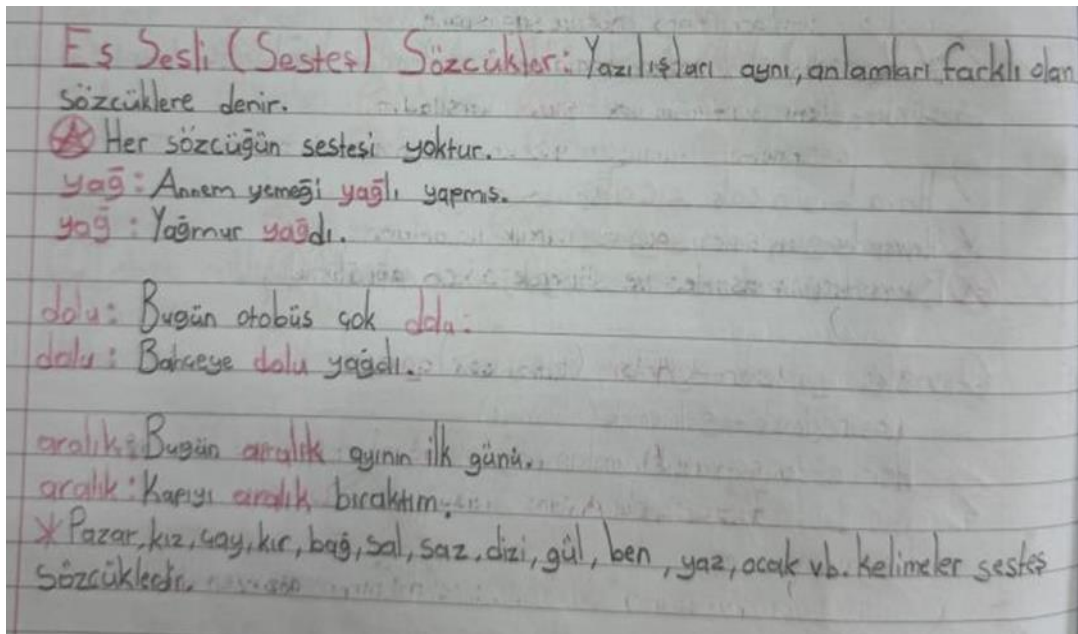 Eş Sesli (Sesteş) Sözcükler: Yazılışları aynı, anlamları farklı olan
sözcüklere denir.
Her sözcüğün sesteşi yoktur.
yağ: Annem yemeği yağlı yapmış.
yağ: Yağmur yağdı.
dolu: Bugün otobüs çok dolu.
dolu: Bahçeye dolu yağdı.
aralık: Bugün aralık ayının ilk günü.
aralık: Kapıyı aralık bıraktım.
* Pazar, kız, çay, kır, bağ, sal, saz, dizi, gül, ben, yaz, ocak vb. kelimeler sesteş
sözcüklerdir.